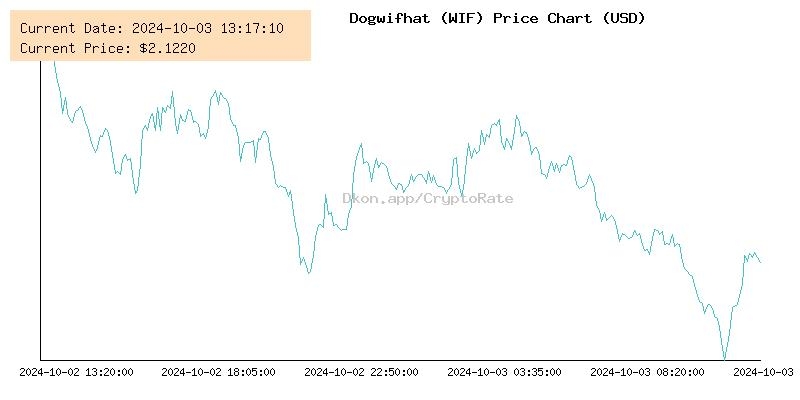 Dogwifhat (WIF) Price Chart (USD)
Current Date: 2024-10-03 13:17:10
Current Price: $2.1220
Dkon.app/CryptoRate
2024-10-02 13:20:00 2024-10-02 18:05:00 2024-10-02 22:50:00 2024-10-03 03:35:00 2024-10-03 08:20:00 2024-10-03